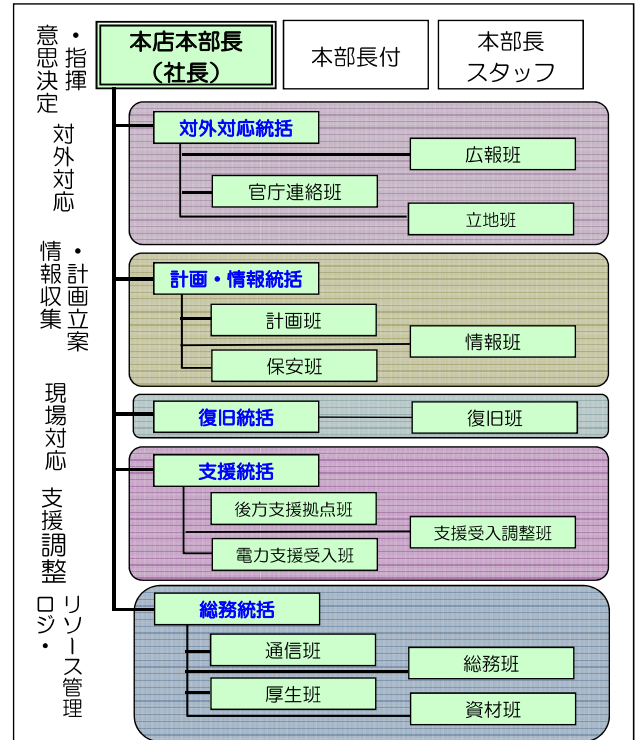 意思決定
・指揮
本店本部長
（社長）
本部長付
本部長
スタッフ
対外対応
対外対応統括
広報班
官庁連絡班
立地班
情報収集
・計画立案
計画・情報統括
計画班
情報班
保安班
現場対応
復旧統括
復旧班
支援調整
支援統括
後方支援拠点班
支援受入調整班
電力支援受入班
ロジ・
リソース管理
総務統括
通信班
総務班
厚生班
資材班